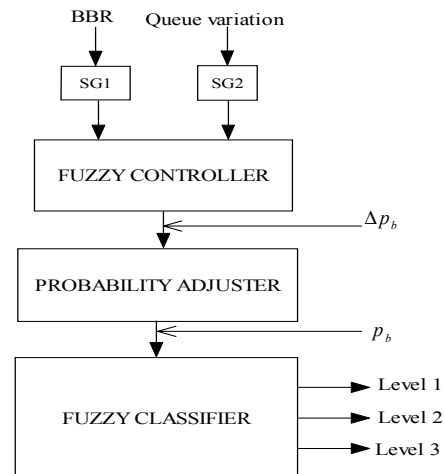 BBR Queue variation
SG1 SG2
FUZZY CONTROLLER
Δp_b
PROBABILITY ADJUSTER
p_b
Level 1
FUZZY CLASSIFIER Level 2
Level 3